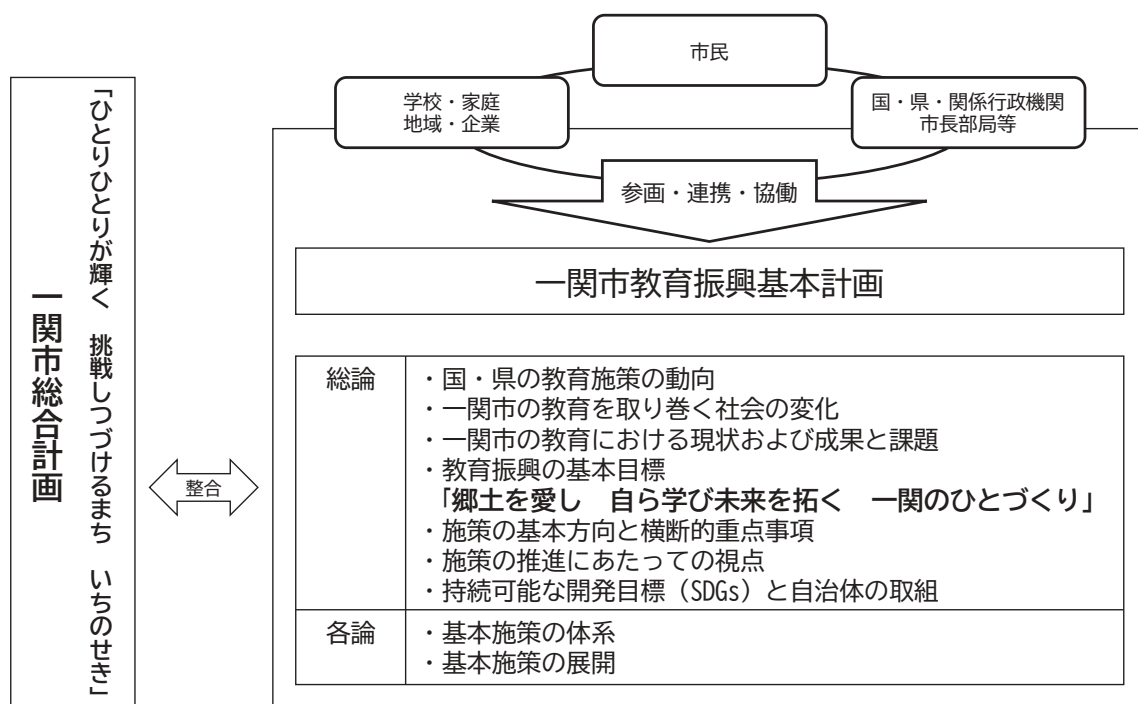 市民
学校・家庭
地域・企業
国・県・関係行政機関
市長部局等
参画・連携・協働
「ひとりひとりが輝く　挑戦しつづけるまち　いちのせき」
一関市総合計画
整合
一関市教育振興基本計画
総論
・国・県の教育施策の動向
・一関市の教育を取り巻く社会の変化
・一関市の教育における現状および成果と課題
・教育振興の基本目標
「郷土を愛し　自ら学び未来を拓く　一関のひとづくり」
・施策の基本方向と横断的重点事項
・施策の推進にあたっての視点
・持続可能な開発目標（SDGs）と自治体の取組
各論
・基本施策の体系
・基本施策の展開